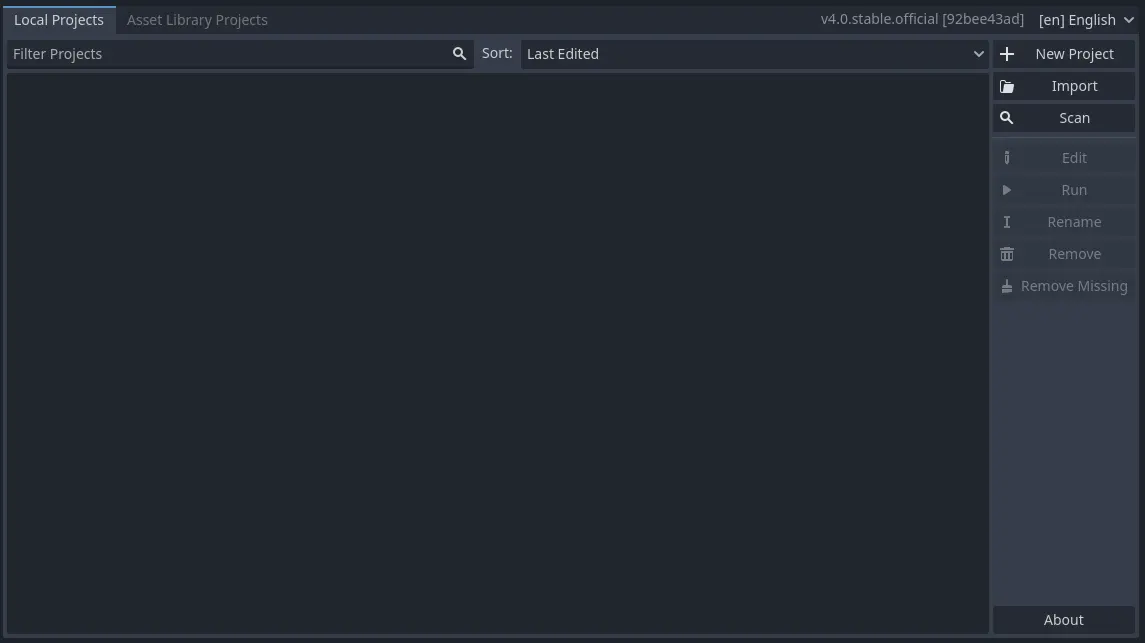 Local Projects Asset Library Projects v4.0.stable.official [92bee43ad] [en] English
Filter Projects Sort: Last Edited New Project
Import
Scan
Edit
Run
Rename
Remove
Remove Missing
About